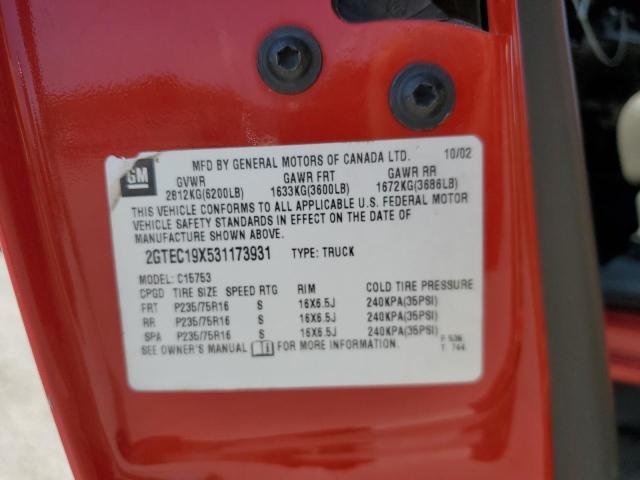 GM
MFD BY GENERAL MOTORS OF CANADA LTD. 10/02
GVWR GAWR FRT GAWR RR
2812KG(6200LB) 1633KG(3600LB) 1672KG(3686LB)
THIS VEHICLE CONFORMS TO ALL APPLICABLE U.S. FEDERAL MOTOR
VEHICLE SAFETY STANDARDS IN EFFECT ON THE DATE OF
MANUFACTURE SHOWN ABOVE.
2GTEC19X531173931 TYPE: TRUCK
MODEL: C15753
CPGD TIRE SIZE SPEED RTG RIM COLD TIRE PRESSURE
FRT P235/75R16 S 16X6.5J 240KPA(35PSI)
RR P235/75R16 S 16X6.5J 240KPA(35PSI)
SPA P235/75R16 S 16X6.5J 240KPA(35PSI)
SEE OWNER'S MANUAL FOR ADDITIONAL INFORMATION.